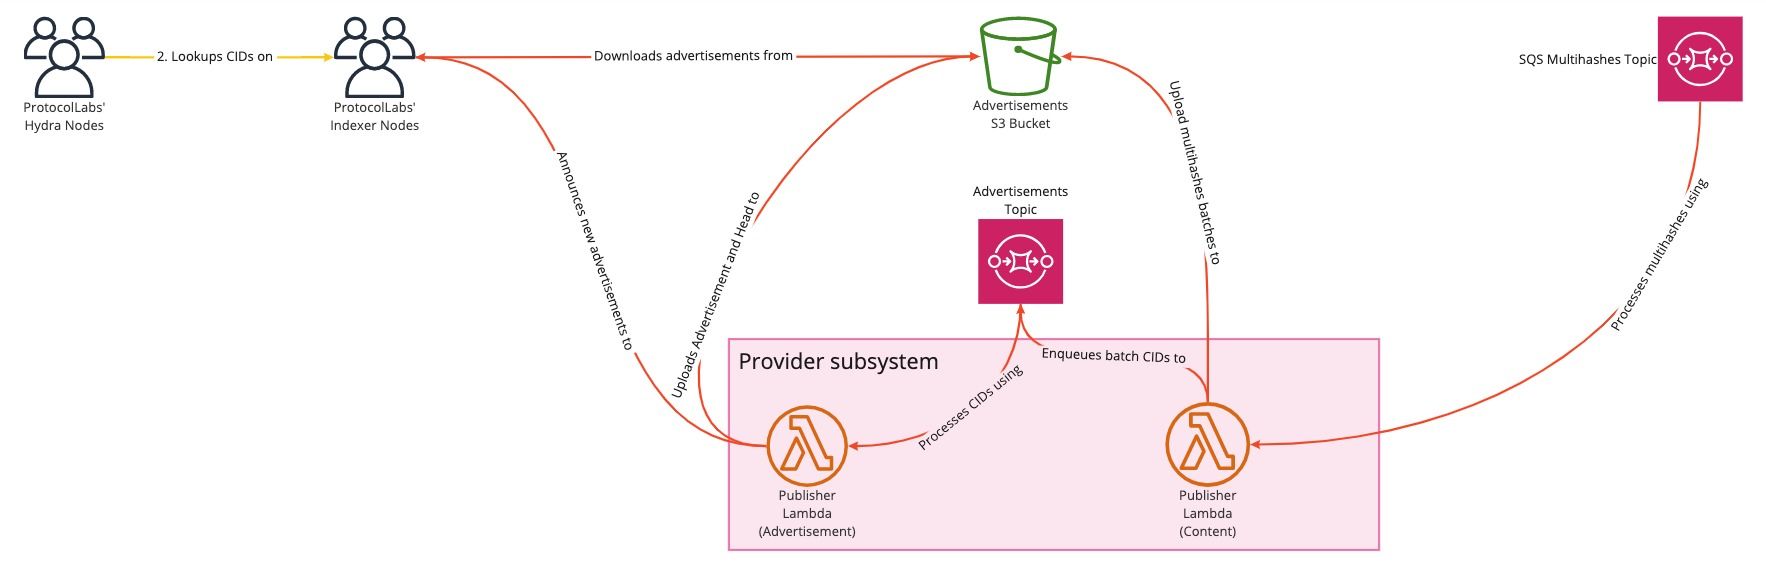 2. Lookups CIDs on
Downloads advertisements from
SQS Multihashes Topic
ProtocolLabs'
Hydra Nodes
ProtocolLabs'
Indexer Nodes
Advertisements
S3 Bucket
Upload multihashes batches to
Announces new advertisements to
Uploads Advertisement and Head to
Advertisements
Topic
Processes multihashes using
Provider subsystem
Enqueues batch CIDs to
Processes CIDs using
Publisher
Lambda
(Advertisement)
Publisher
Lambda
(Content)